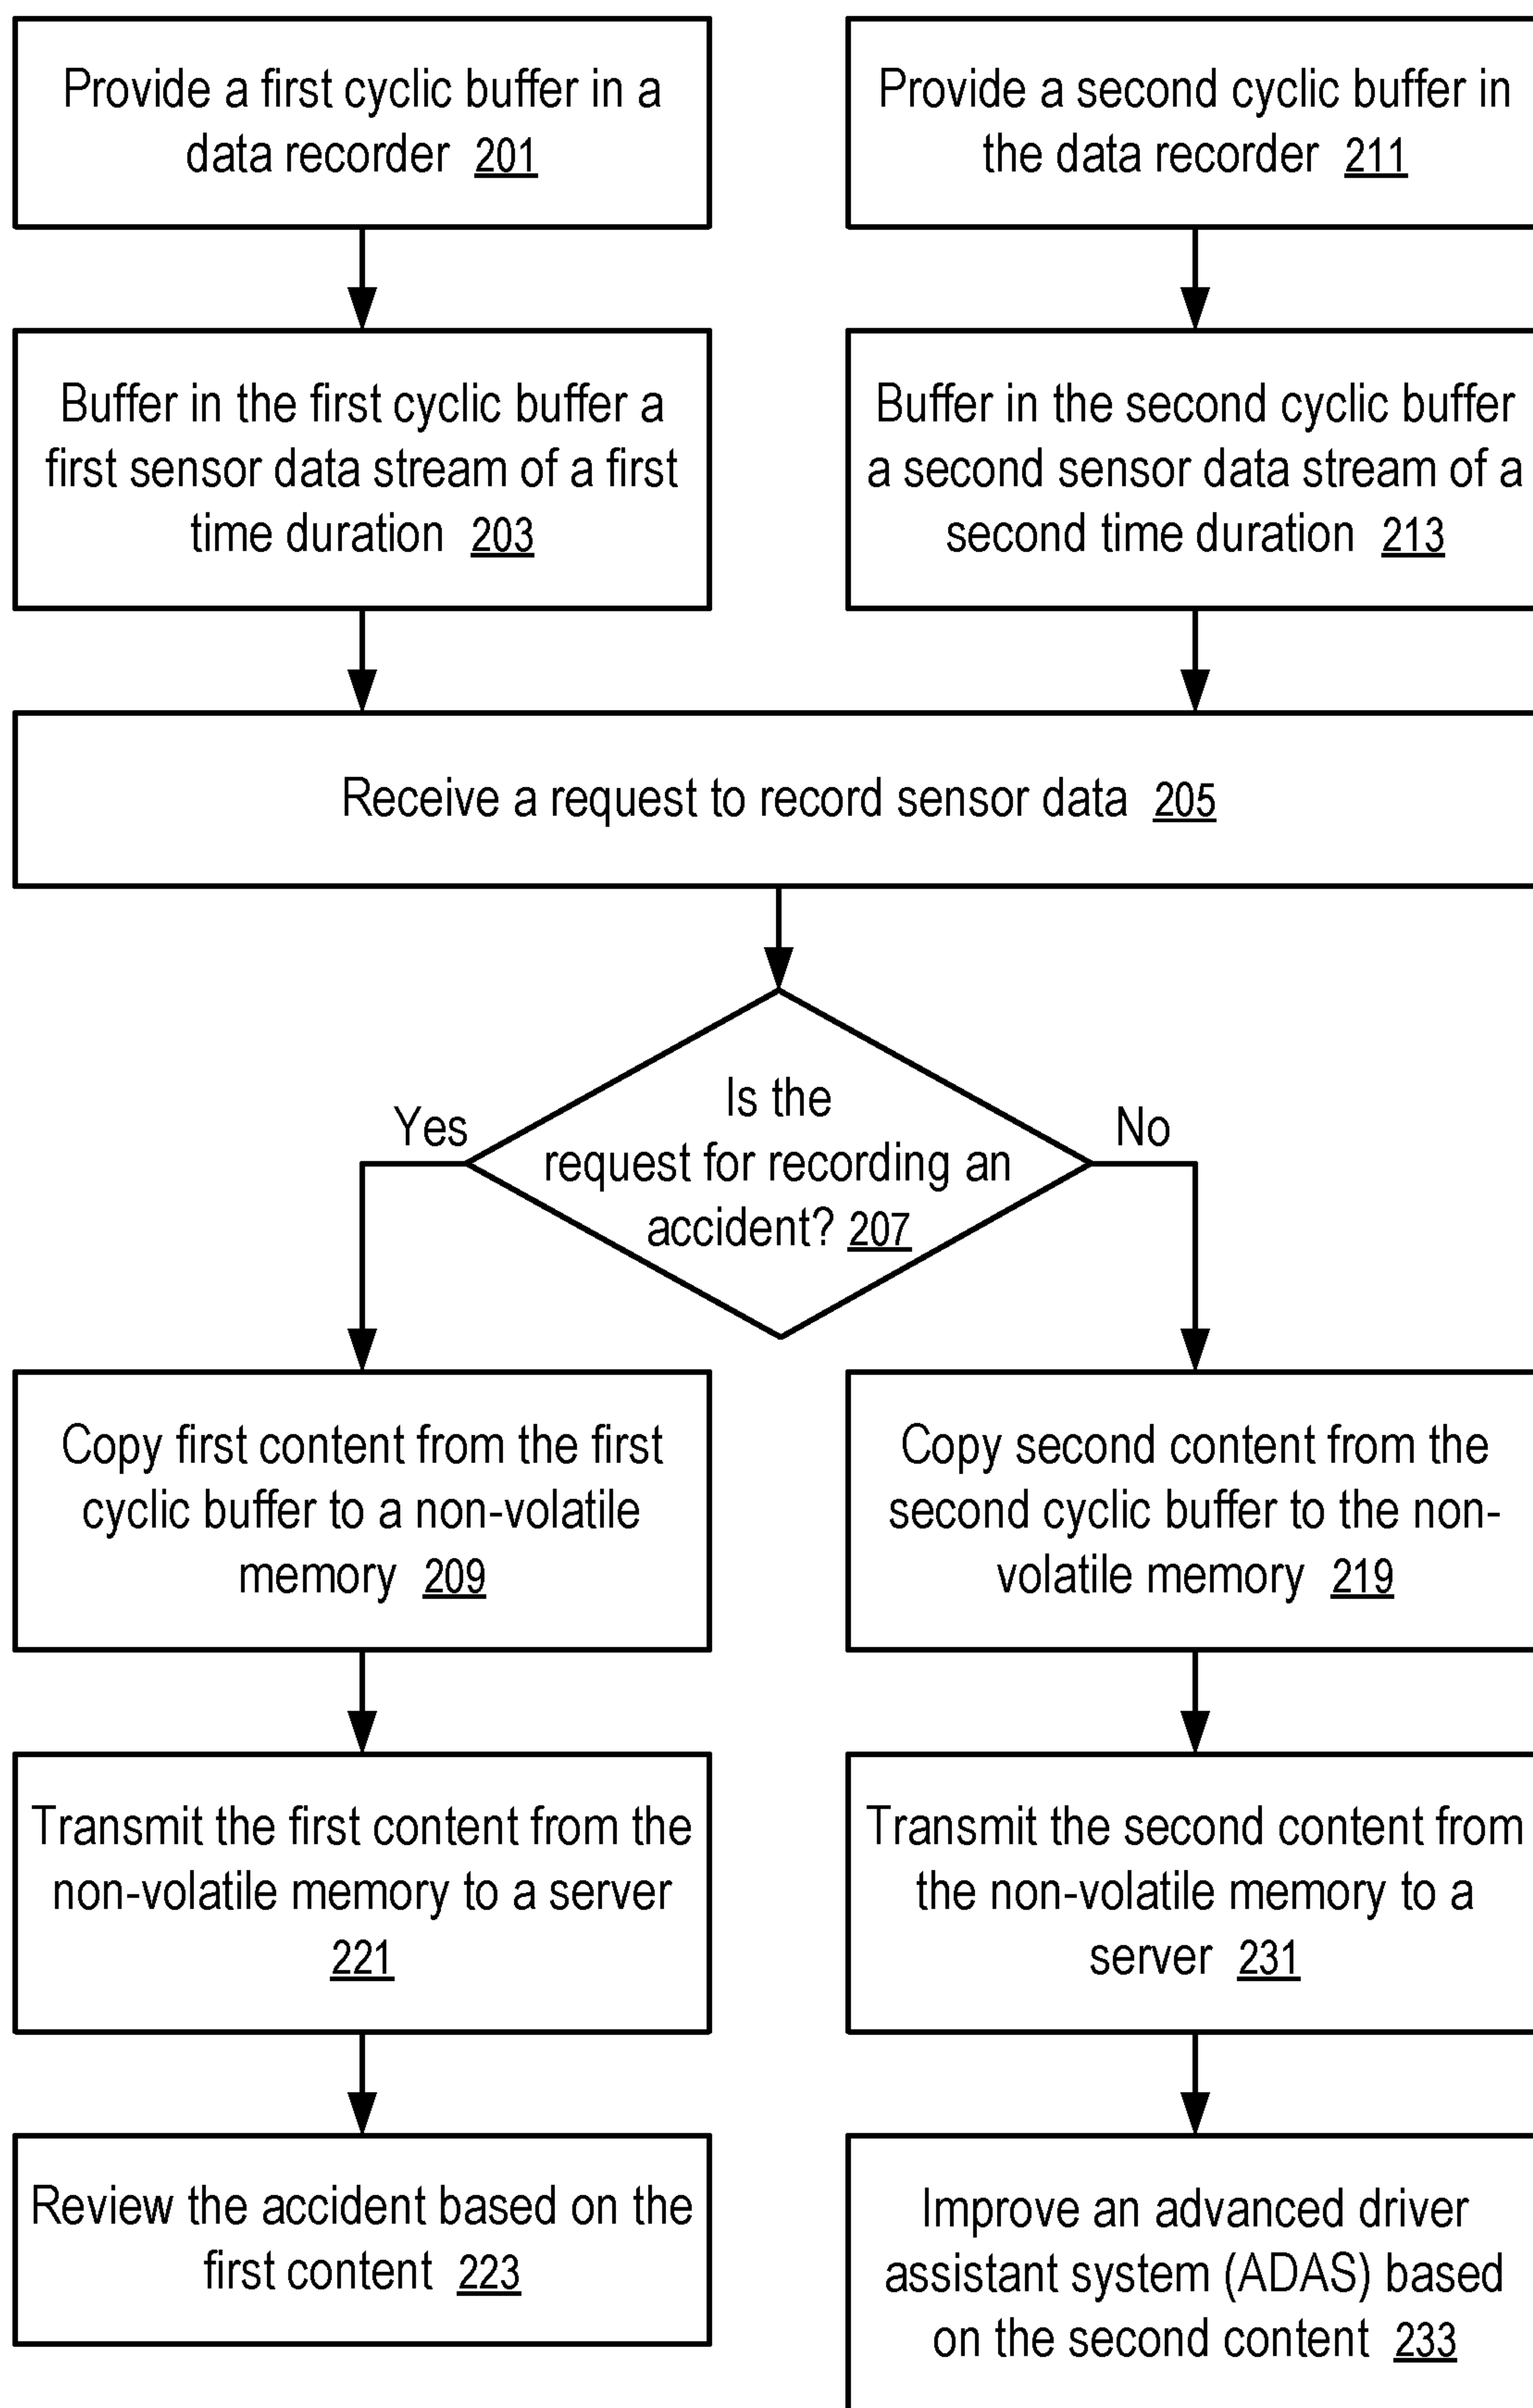 Provide a first cyclic buffer in a
data recorder 201
Provide a second cyclic buffer in
the data recorder 211
Buffer in the first cyclic buffer a
first sensor data stream of a first
time duration 203
Buffer in the second cyclic buffer
a second sensor data stream of a
second time duration 213
Receive a request to record sensor data 205
Is the
request for recording an
accident? 207
Yes
No
Copy first content from the first
cyclic buffer to a non-volatile
memory 209
Copy second content from the
second cyclic buffer to the non-
volatile memory 219
Transmit the first content from the
non-volatile memory to a server
221
Transmit the second content from
the non-volatile memory to a
server 231
Review the accident based on the
first content 223
Improve an advanced driver
assistant system (ADAS) based
on the second content 233